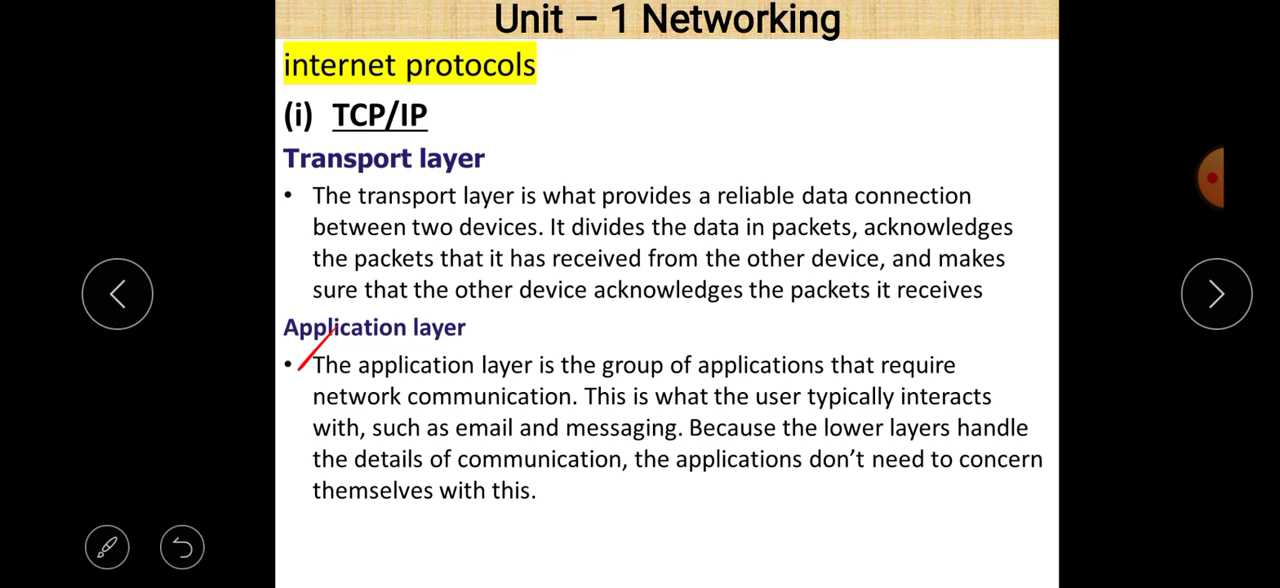 Unit – 1 Networking
internet protocols
(i) TCP/IP
Transport layer
• The transport layer is what provides a reliable data connection
between two devices. It divides the data in packets, acknowledges
the packets that it has received from the other device, and makes
sure that the other device acknowledges the packets it receives
Application layer
• The application layer is the group of applications that require
network communication. This is what the user typically interacts
with, such as email and messaging. Because the lower layers handle
the details of communication, the applications don’t need to concern
themselves with this.